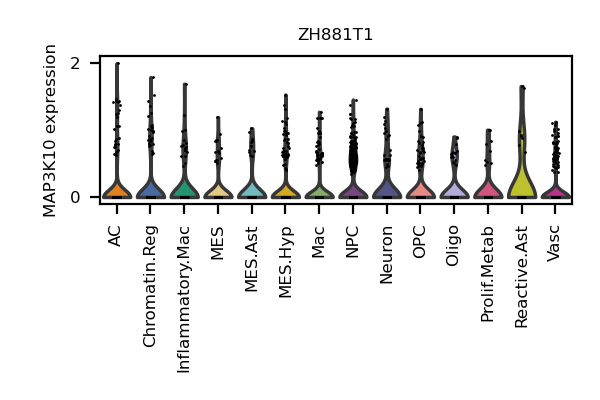 ZH881T1
MAP3K10 expression
2
0
AC
Chromatin.Reg
Inflammatory.Mac
MES
MES.Ast
MES.Hyp
Mac
NPC
Neuron
OPC
Oligo
Prolif.Metab
Reactive.Ast
Vasc